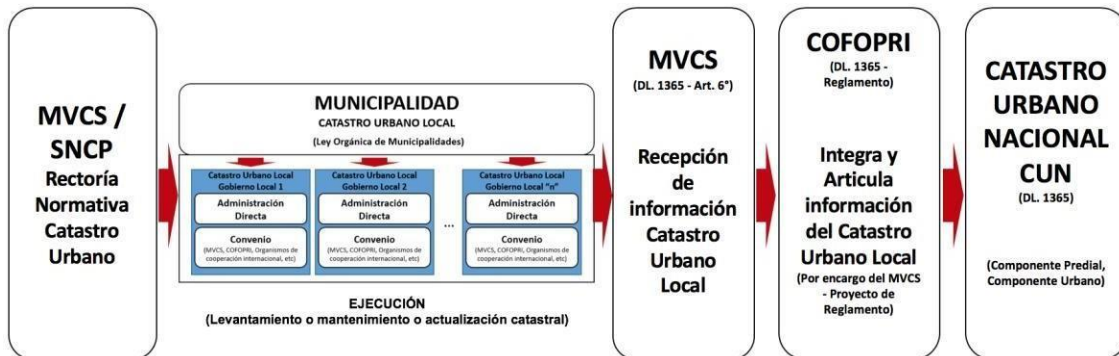 MVCS /
SNCP
Rectoría
Normativa
Catastro
Urbano
MUNICIPALIDAD
CATASTRO URBANO LOCAL
(Ley Orgánica de Municipalidades)
Catastro Urbano Local
Gobierno Local 1
Administración
Directa
Convenio
(MVCS, COFOPRI, Organismos de
cooperación internacional, etc)
Catastro Urbano Local
Gobierno Local 2
Administración
Directa
Convenio
(MVCS, COFOPRI, Organismos de
cooperación internacional, etc)
...
Catastro Urbano Local
Gobierno Local "n"
Administración
Directa
Convenio
(MVCS, COFOPRI, Organismos de
cooperación internacional, etc)
EJECUCIÓN
(Levantamiento o mantenimiento o actualización catastral)
MVCS
(DL. 1365 - Art. 6°)
Recepción
de
información
Catastro
Urbano
Local
COFOPRI
(DL. 1365 -
Reglamento)
Integra y
Articula
información
del Catastro
Urbano Local
(Por encargo del MVCS
- Proyecto de
Reglamento)
CATASTRO
URBANO
NACIONAL
CUN
(DL. 1365)
(Componente Predial,
Componente Urbano)